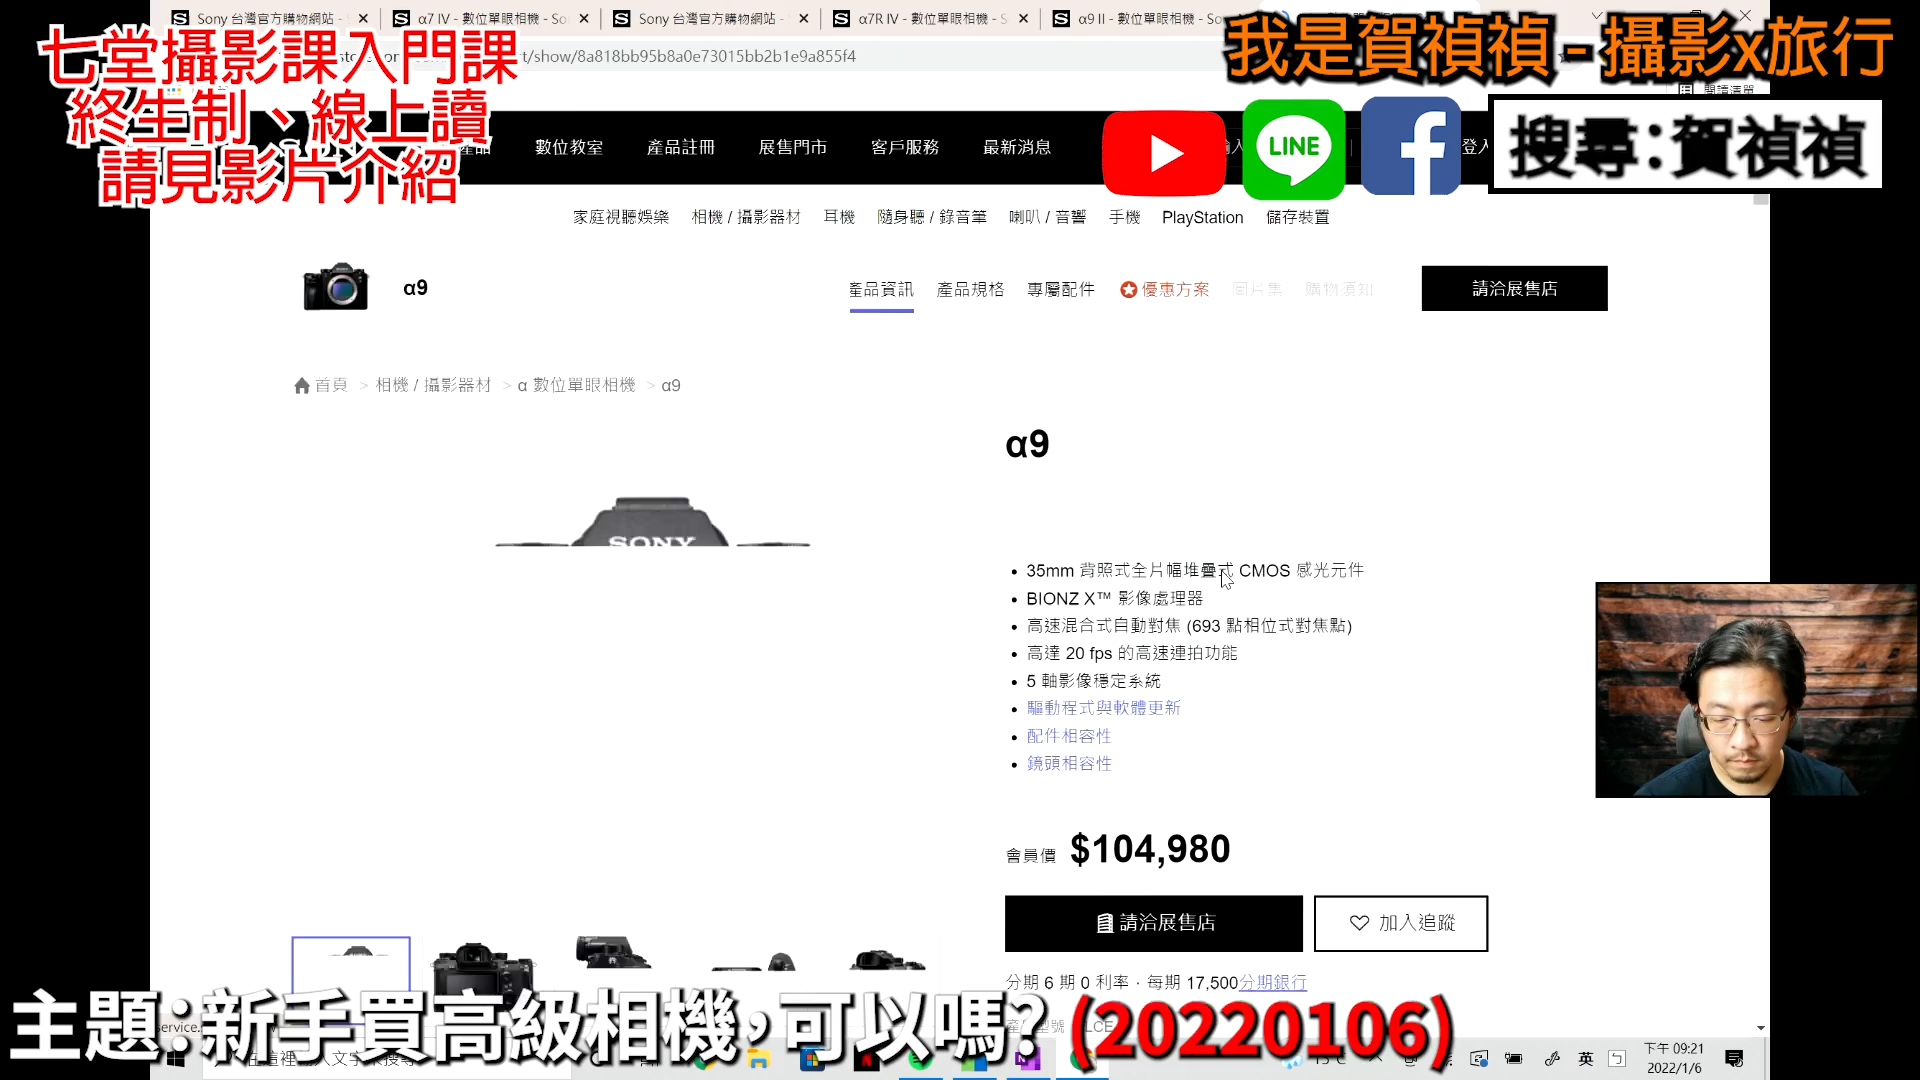 Sony 台灣官方購物網站 -
α7 IV - 數位單眼相機 - So
Sony 台灣官方購物網站 -
α7R IV - 數位單眼相機 - S
α9 II - 數位單眼相機 - So
我是賀禎禎 - 攝影x旅行
七堂攝影課入門課
終生制、線上讀
請見影片介紹
t/show/8a818bb95b8a0e73015bb2b1e9a855f4
閱讀清單
數位教室
產品註冊
展售門市
客戶服務
最新消息
LINE
登入
搜尋:賀禎禎
家庭視聽娛樂
相機 / 攝影器材
耳機
隨身聽 / 錄音筆
喇叭 / 音響
手機
PlayStation
儲存裝置
α9
產品資訊
產品規格
專屬配件
優惠方案
圖片集
購物須知
請洽展售店
首頁 > 相機 / 攝影器材 > α 數位單眼相機 > α9
α9
SONY
• 35mm 背照式全片幅堆疊式 CMOS 感光元件
• BIONZ X™ 影像處理器
• 高速混合式自動對焦 (693 點相位式對焦點)
• 高達 20 fps 的高速連拍功能
• 5 軸影像穩定系統
• 驅動程式與軟體更新
• 配件相容性
• 鏡頭相容性
會員價 $104,980
請洽展售店
加入追蹤
分期 6 期 0 利率 · 每期 17,500分期銀行
主題:新手買高級相機，可以嗎? (20220106)
英
下午 09:21
2022/1/6